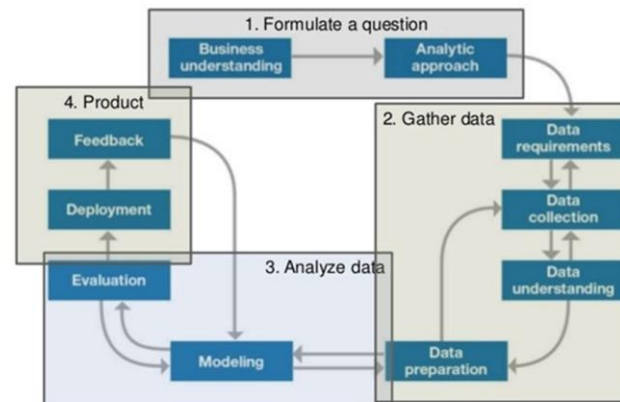 1. Formulate a question
Business
understanding
Analytic
approach
4. Product
Feedback
Deployment
2. Gather data
Data
requirements
Data
collection
Data
understanding
Data
preparation
3. Analyze data
Evaluation
Modeling